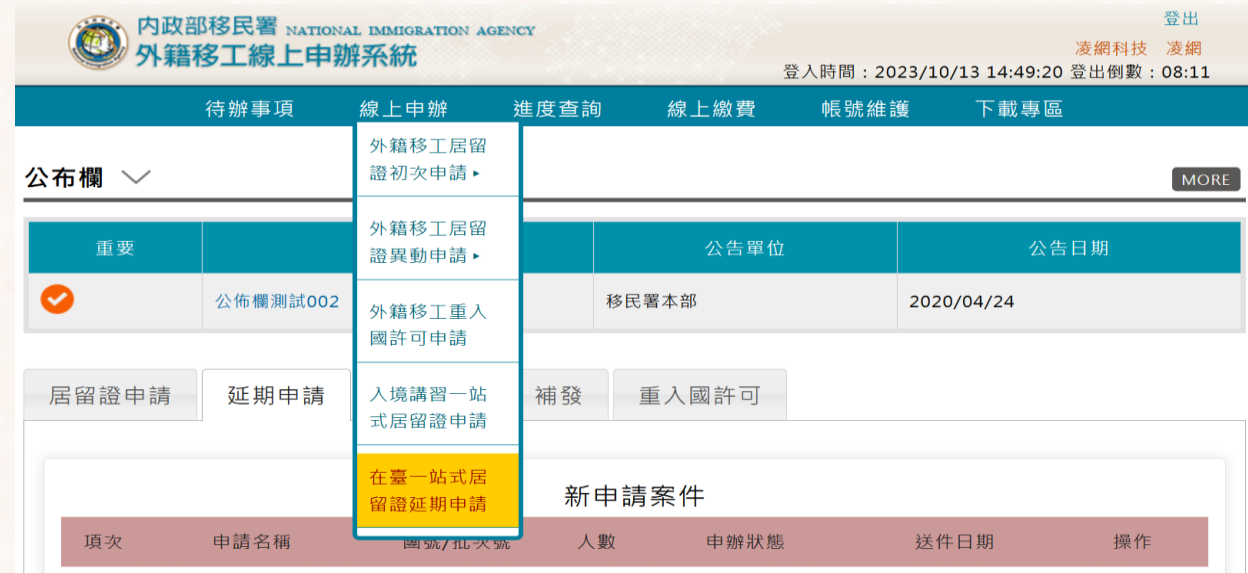 內政部移民署 NATIONAL IMMIGRATION AGENCY
外籍移工線上申辦系統
登出
凌網科技 凌網
登入時間：2023/10/13 14:49:20 登出倒數：08:11
待辦事項 線上申辦 進度查詢 線上繳費 帳號維護 下載專區
外籍移工居留
證初次申請
外籍移工居留
證異動申請
外籍移工重入
國許可申請
入境講習一站
式居留證申請
在臺一站式居
留證延期申請
公布欄
MORE
重要 公告單位 公告日期
公佈欄測試002 移民署本部 2020/04/24
居留證申請 延期申請 補發 重入國許可
新申請案件
項次 申請名稱 團號/批次號 人數 申辦狀態 送件日期 操作